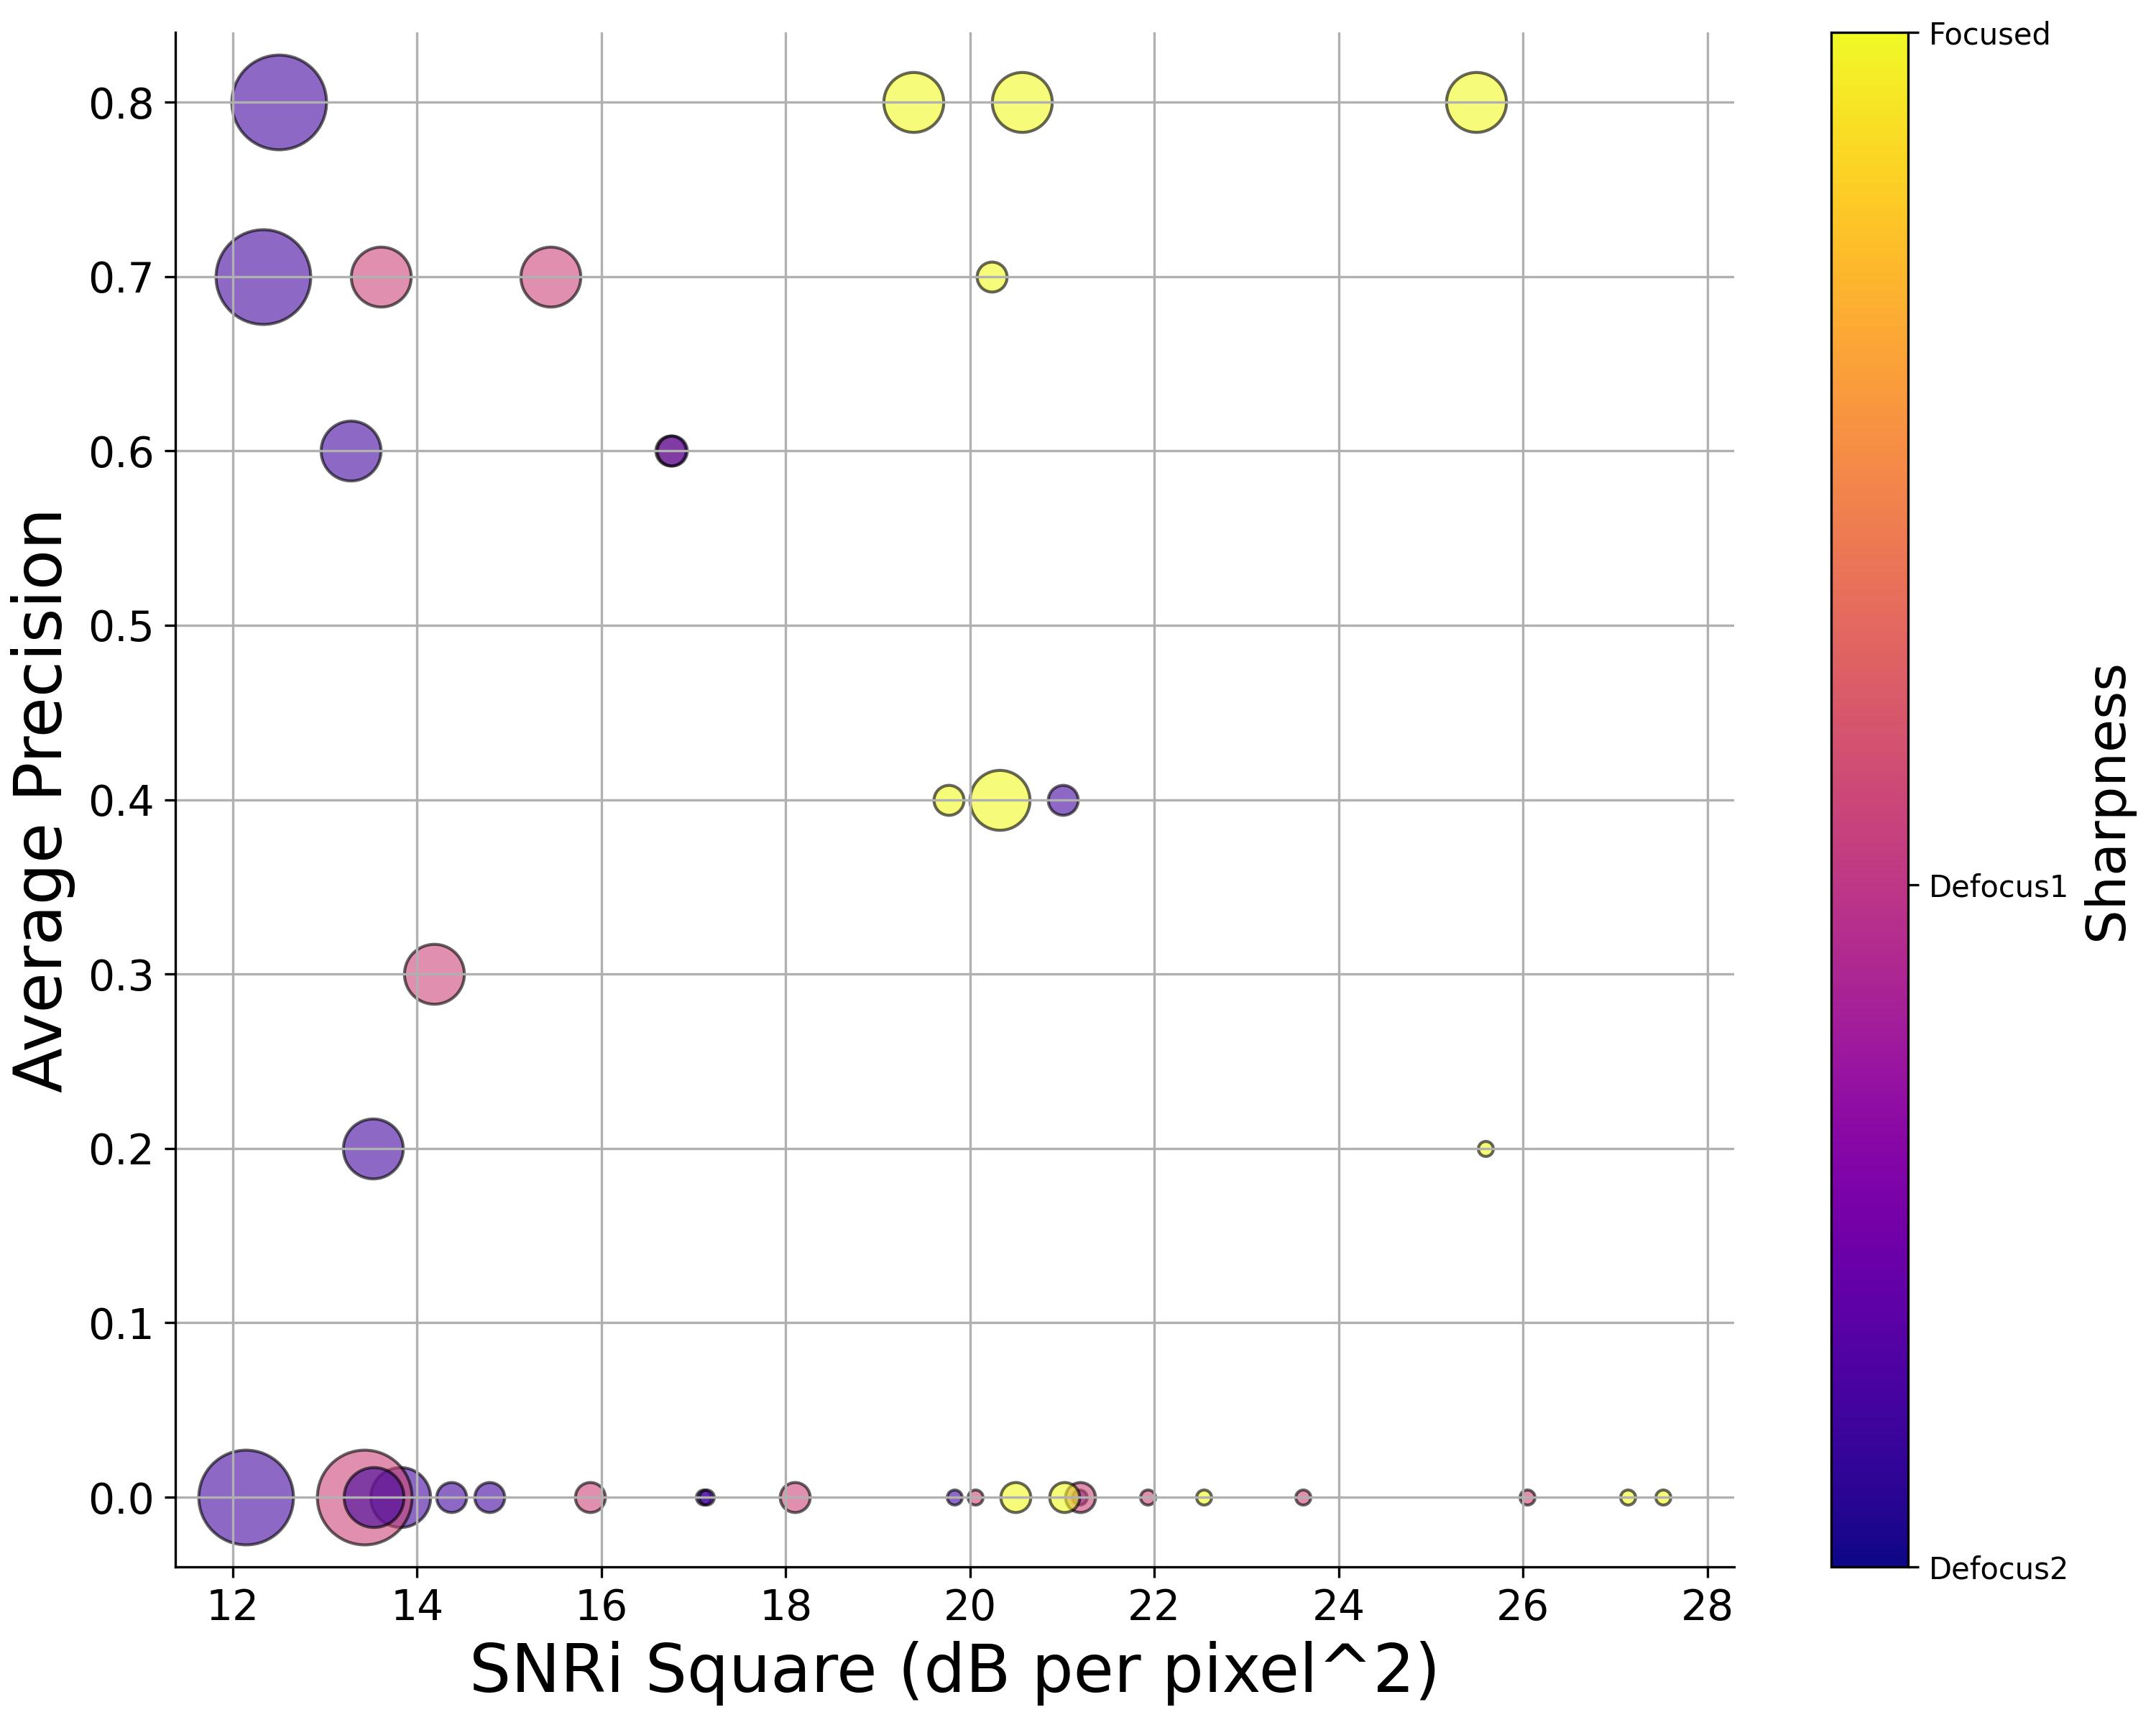 Average Precision
0.8
0.7
0.6
0.5
0.4
0.3
0.2
0.1
0.0
12 14 16 18 20 22 24 26 28
SNRi Square (dB per pixel^2)
Focused
Defocus1
Defocus2
Sharpness